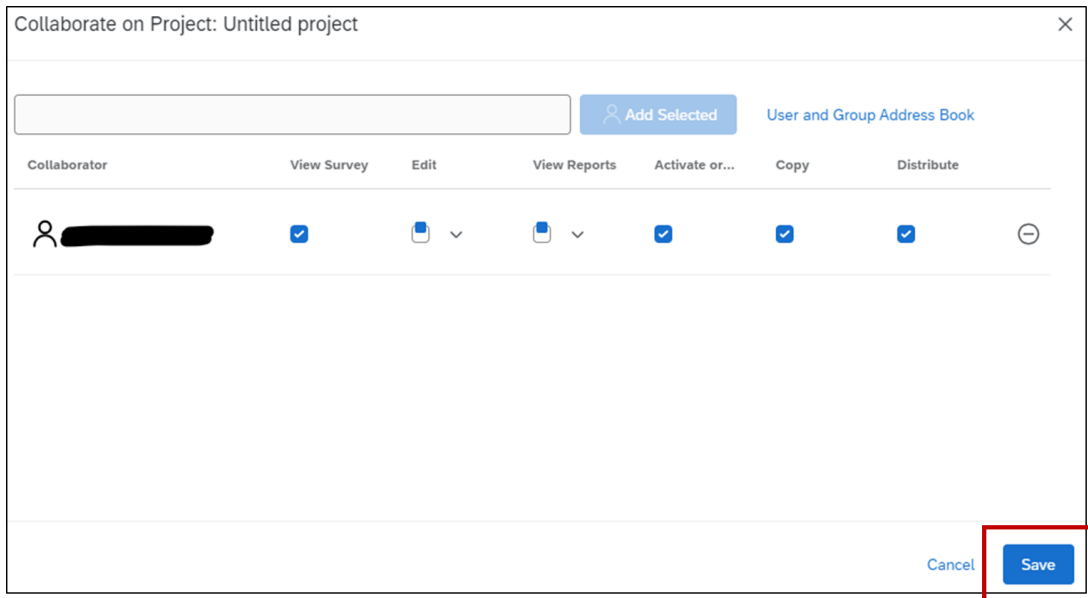 Collaborate on Project: Untitled project
Add Selected
User and Group Address Book
Collaborator View Survey Edit View Reports Activate or... Copy Distribute
Cancel Save